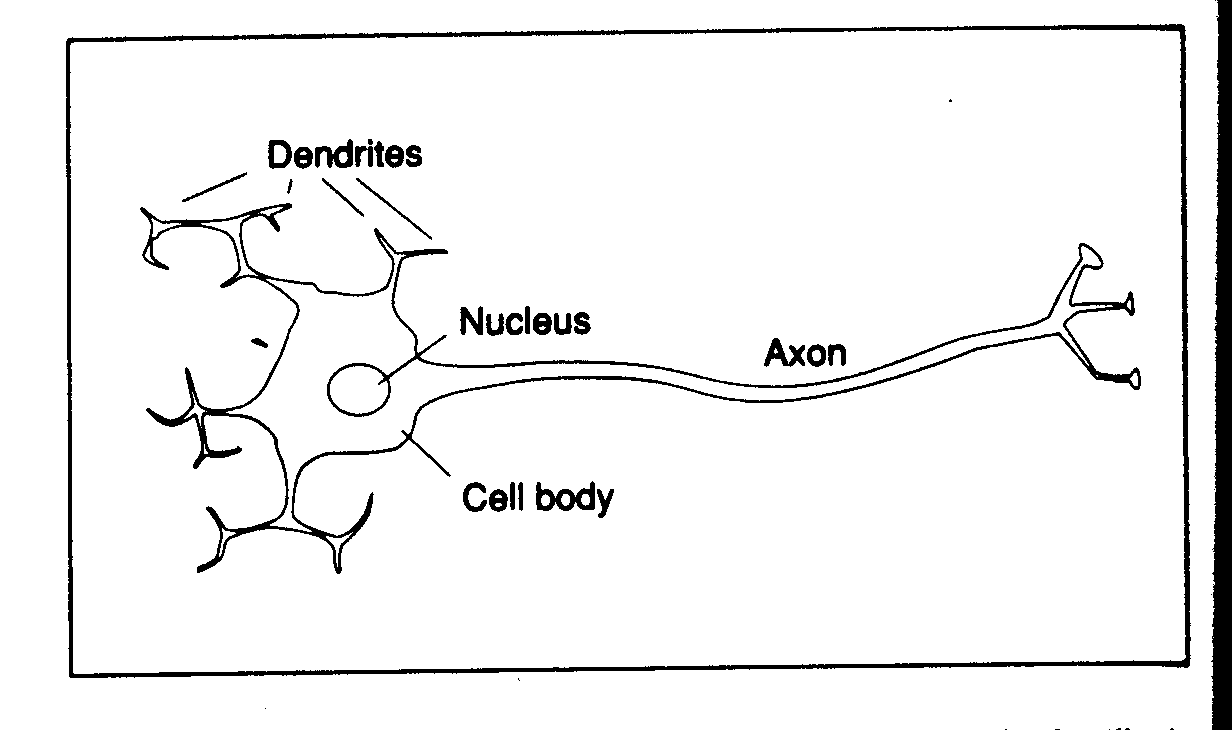 Dendrites
Nucleus
Axon
Cell body